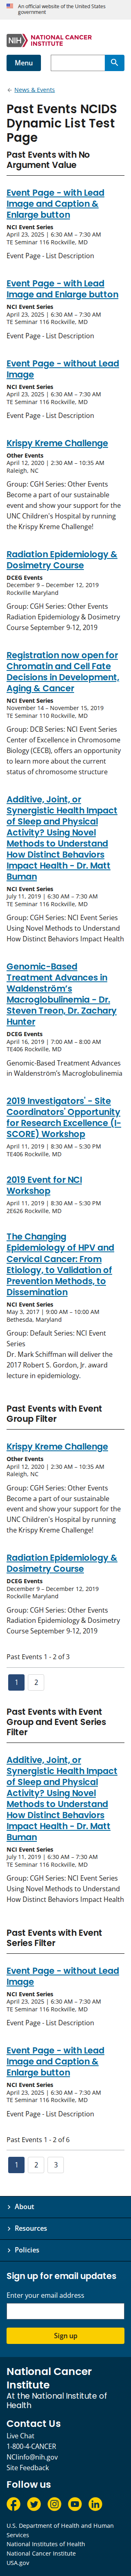 An official website of the United States
government
NIH NATIONAL CANCER
INSTITUTE
Menu
← News & Events
Past Events NCIDS
Dynamic List Test
Page
Past Events with No
Argument Value
Event Page - with Lead
Image and Caption &
Enlarge button
NCI Event Series
April 23, 2025 | 6:30 AM – 7:30 AM
TE Seminar 116 Rockville, MD
Event Page - List Description
Event Page - with Lead
Image and Enlarge button
NCI Event Series
April 23, 2025 | 6:30 AM – 7:30 AM
TE Seminar 116 Rockville, MD
Event Page - List Description
Event Page - without Lead
Image
NCI Event Series
April 23, 2025 | 6:30 AM – 7:30 AM
TE Seminar 116 Rockville, MD
Event Page - List Description
Krispy Kreme Challenge
Other Events
April 12, 2020 | 2:30 AM – 10:35 AM
Raleigh, NC
Group: CGH Series: Other Events
Become a part of our sustainable
event and show your support for the
UNC Children's Hospital by running
the Krispy Kreme Challenge!
Radiation Epidemiology &
Dosimetry Course
DCEG Events
December 9 – December 12, 2019
Rockville Maryland
Group: CGH Series: Other Events
Radiation Epidemiology & Dosimetry
Course September 9-12, 2019
Registration now open for
Chromatin and Cell Fate
Decisions in Development,
Aging & Cancer
NCI Event Series
November 14 – November 15, 2019
TE Seminar 110 Rockville, MD
Group: DCB Series: NCI Event Series
Center of Excellence in Chromosome
Biology (CECB), offers an opportunity
to learn more about the current
status of chromosome structure
Additive, Joint, or
Synergistic Health Impact
of Sleep and Physical
Activity? Using Novel
Methods to Understand
How Distinct Behaviors
Impact Health - Dr. Matt
Buman
NCI Event Series
July 11, 2019 | 6:30 AM – 7:30 AM
TE Seminar 116 Rockville, MD
Group: CGH Series: NCI Event Series
Using Novel Methods to Understand
How Distinct Behaviors Impact Health
Genomic-Based
Treatment Advances in
Waldenström's
Macroglobulinemia - Dr.
Steven Treon, Dr. Zachary
Hunter
DCEG Events
April 16, 2019 | 7:00 AM – 8:00 AM
TE406 Rockville, MD
Genomic-Based Treatment Advances
in Waldenström's Macroglobulinemia
2019 Investigators' - Site
Coordinators' Opportunity
for Research Excellence (I-
SCORE) Workshop
April 11, 2019 | 8:30 AM – 5:30 PM
TE406 Rockville, MD
2019 Event for NCI
Workshop
April 11, 2019 | 8:30 AM – 5:30 PM
2E626 Rockville, MD
The Changing
Epidemiology of HPV and
Cervical Cancer: From
Etiology, to Validation of
Prevention Methods, to
Dissemination
NCI Event Series
May 3, 2017 | 9:00 AM – 10:00 AM
Bethesda, Maryland
Group: Default Series: NCI Event
Series
Dr. Mark Schiffman will deliver the
2017 Robert S. Gordon, Jr. award
lecture in epidemiology.
Past Events with Event
Group Filter
Krispy Kreme Challenge
Other Events
April 12, 2020 | 2:30 AM – 10:35 AM
Raleigh, NC
Group: CGH Series: Other Events
Become a part of our sustainable
event and show your support for the
UNC Children's Hospital by running
the Krispy Kreme Challenge!
Radiation Epidemiology &
Dosimetry Course
DCEG Events
December 9 – December 12, 2019
Rockville Maryland
Group: CGH Series: Other Events
Radiation Epidemiology & Dosimetry
Course September 9-12, 2019
Past Events 1 - 2 of 3
1 2
Past Events with Event
Group and Event Series
Filter
Additive, Joint, or
Synergistic Health Impact
of Sleep and Physical
Activity? Using Novel
Methods to Understand
How Distinct Behaviors
Impact Health - Dr. Matt
Buman
NCI Event Series
July 11, 2019 | 6:30 AM – 7:30 AM
TE Seminar 116 Rockville, MD
Group: CGH Series: NCI Event Series
Using Novel Methods to Understand
How Distinct Behaviors Impact Health
Past Events with Event
Series Filter
Event Page - without Lead
Image
NCI Event Series
April 23, 2025 | 6:30 AM – 7:30 AM
TE Seminar 116 Rockville, MD
Event Page - List Description
Event Page - with Lead
Image and Caption &
Enlarge button
NCI Event Series
April 23, 2025 | 6:30 AM – 7:30 AM
TE Seminar 116 Rockville, MD
Event Page - List Description
Past Events 1 - 2 of 6
1 2 3
About
Resources
Policies
Sign up for email updates
Enter your email address
Sign up
National Cancer
Institute
at the National Institute of
Health
Contact Us
Live Chat
1-800-4-CANCER
NCIinfo@nih.gov
Site Feedback
Follow us
U.S. Department of Health and Human
Services
National Institutes of Health
National Cancer Institute
USA.gov